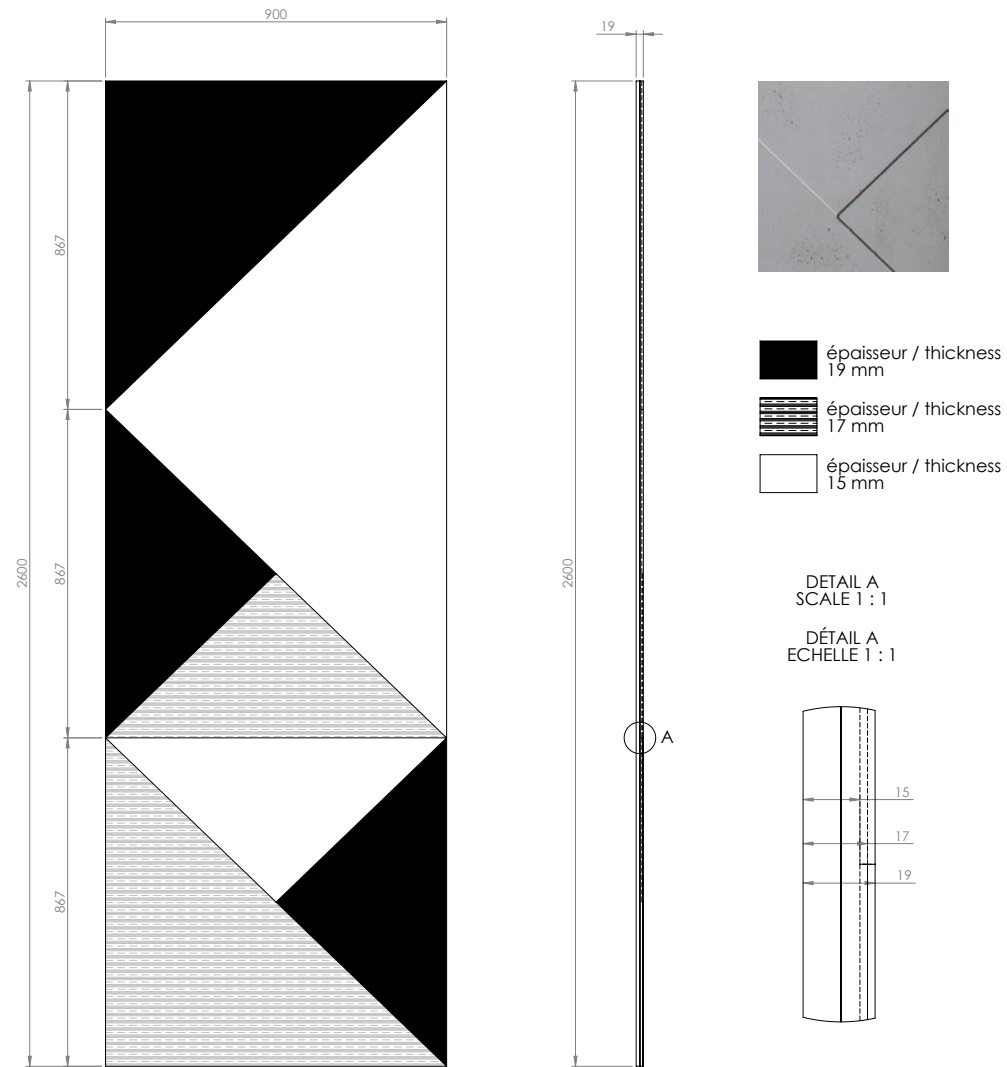 900
19
867
867
867
2600
2600
épaisseur / thickness
19 mm
épaisseur / thickness
17 mm
épaisseur / thickness
15 mm
DETAIL A
SCALE 1 : 1
DÉTAIL A
ECHELLE 1 : 1
A
15
17
19